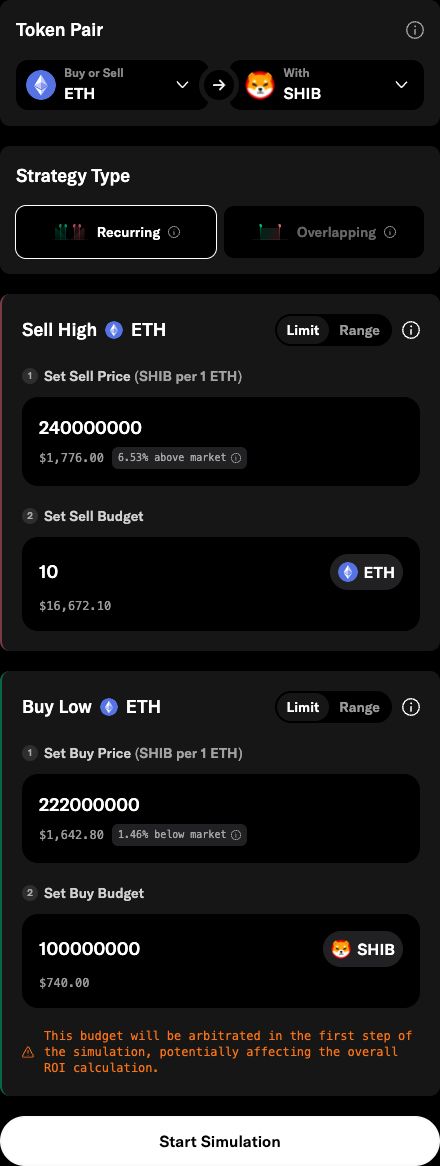 Token Pair
Buy or Sell
ETH
With
SHIB
Strategy Type
Recurring
Overlapping
Sell High ETH
Limit Range
1 Set Sell Price (SHIB per 1 ETH)
240000000
$1,776.00 6.53% above market
2 Set Sell Budget
10 ETH
$16,672.10
Buy Low ETH
Limit Range
1 Set Buy Price (SHIB per 1 ETH)
222000000
$1,642.80 1.46% below market
2 Set Buy Budget
100000000 SHIB
$740.00
This budget will be arbitrated in the first step of
the simulation, potentially affecting the overall
ROI calculation.
Start Simulation